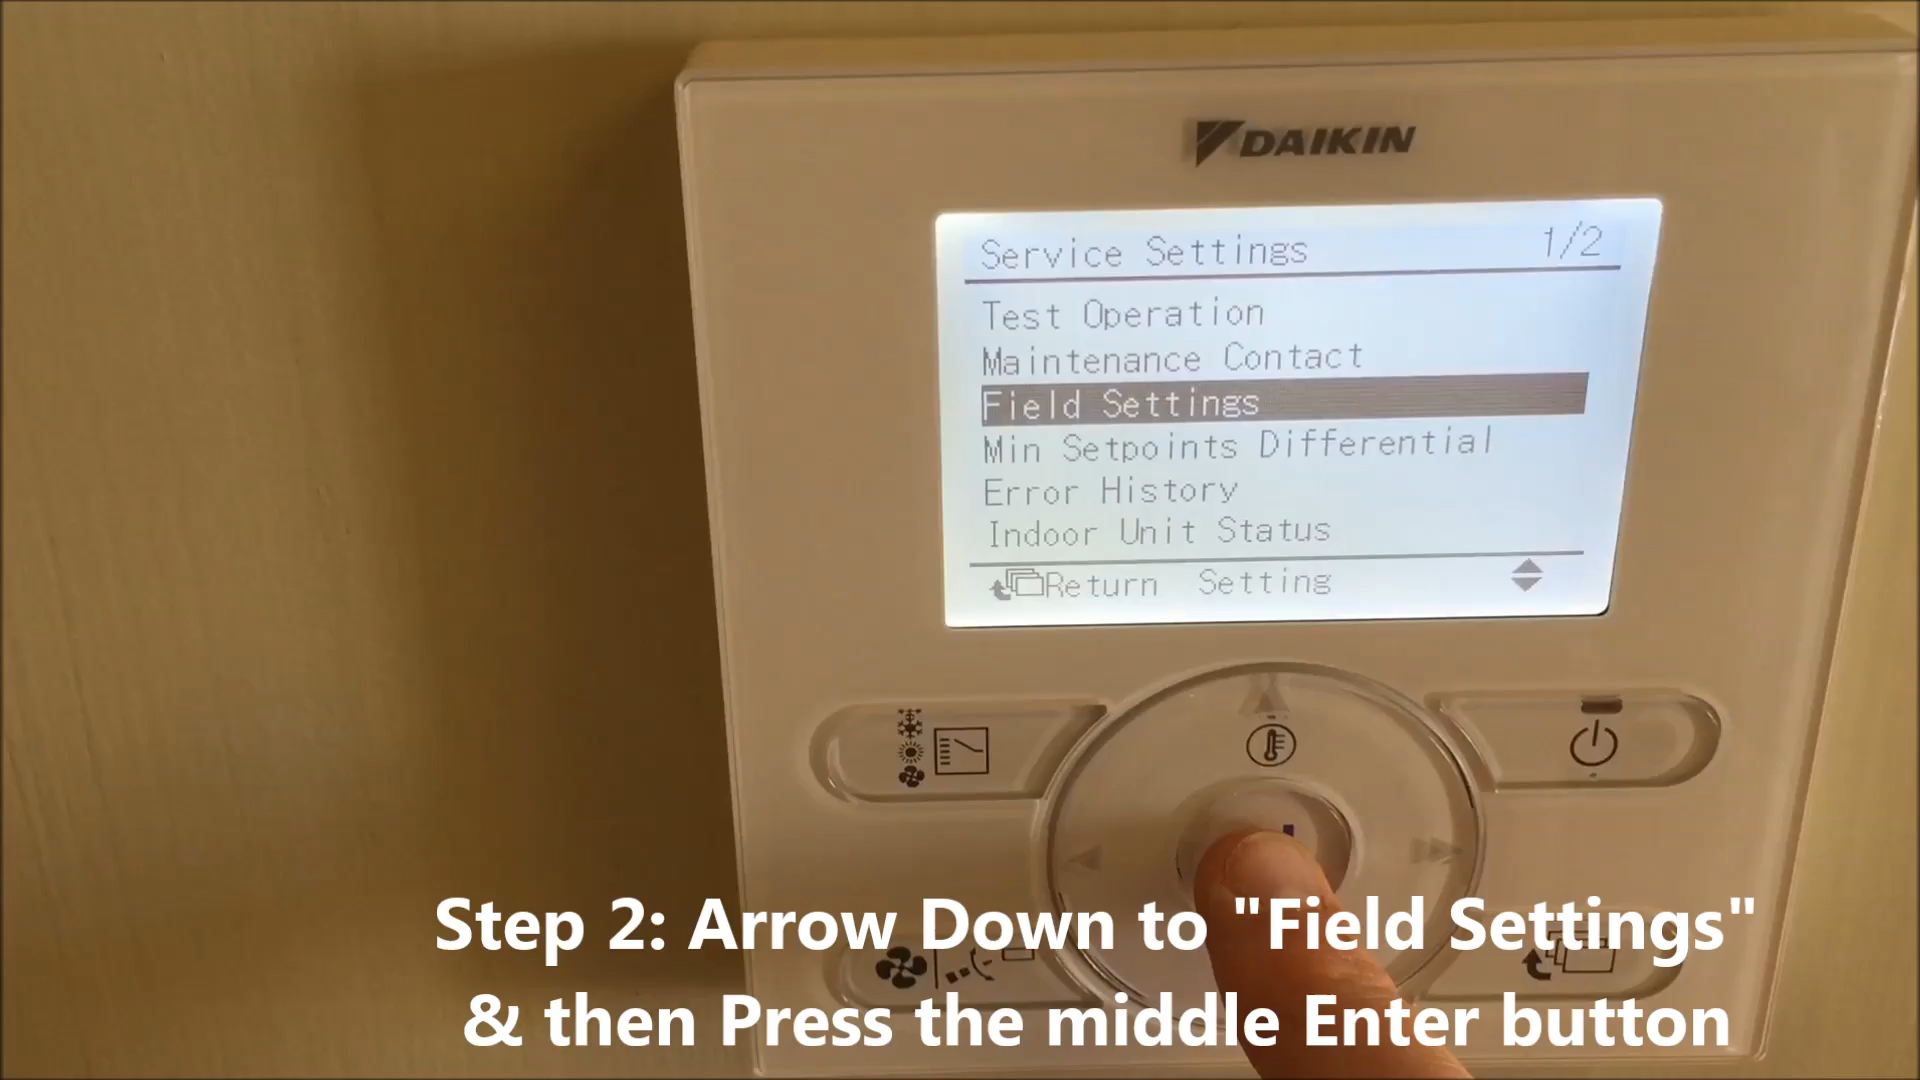 DAIKIN
Service Settings 1/2
Test Operation
Maintenance Contact
Field Settings
Min Setpoints Differential
Error History
Indoor Unit Status
Return Setting
Step 2: Arrow Down to "Field Settings"
& then Press the middle Enter button